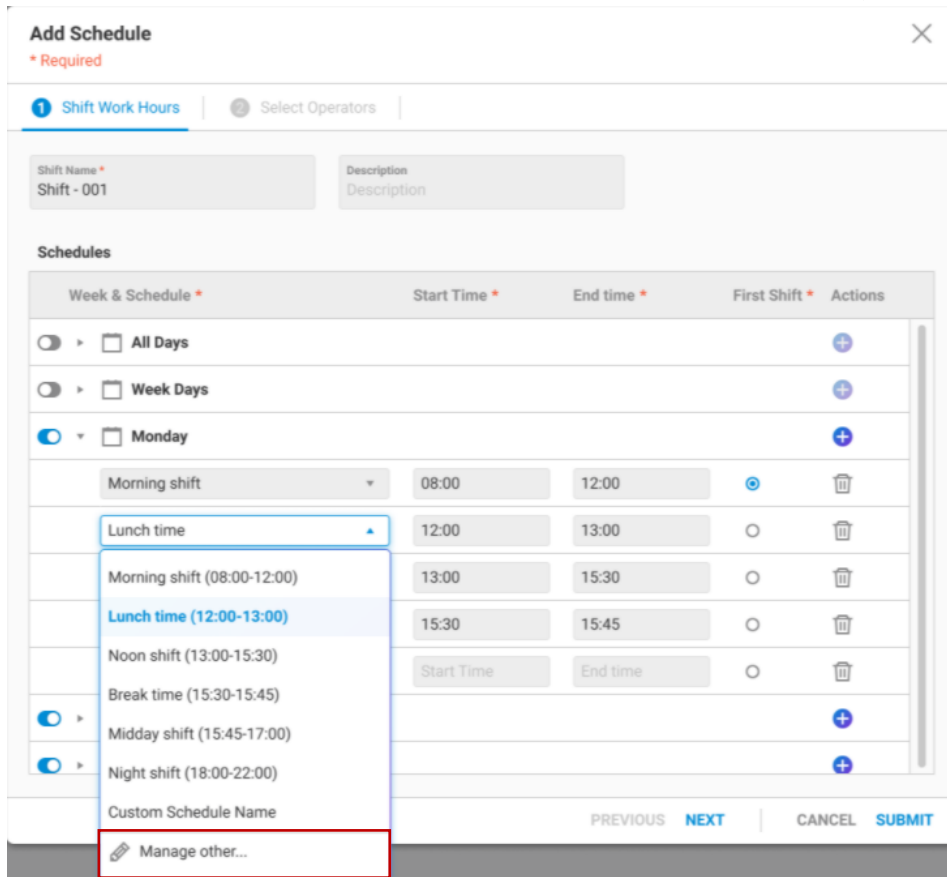 Add Schedule
* Required
1 Shift Work Hours 2 Select Operators
Shift Name * Description
Shift - 001 Description
Schedules
Week & Schedule * Start Time * End time * First Shift * Actions
All Days
Week Days
Monday
Morning shift 08:00 12:00
Lunch time 12:00 13:00
Morning shift (08:00-12:00) 13:00 15:30
Lunch time (12:00-13:00) 15:30 15:45
Noon shift (13:00-15:30) Start Time End time
Break time (15:30-15:45)
Midday shift (15:45-17:00)
Night shift (18:00-22:00)
Custom Schedule Name
PREVIOUS NEXT CANCEL SUBMIT
Manage other...